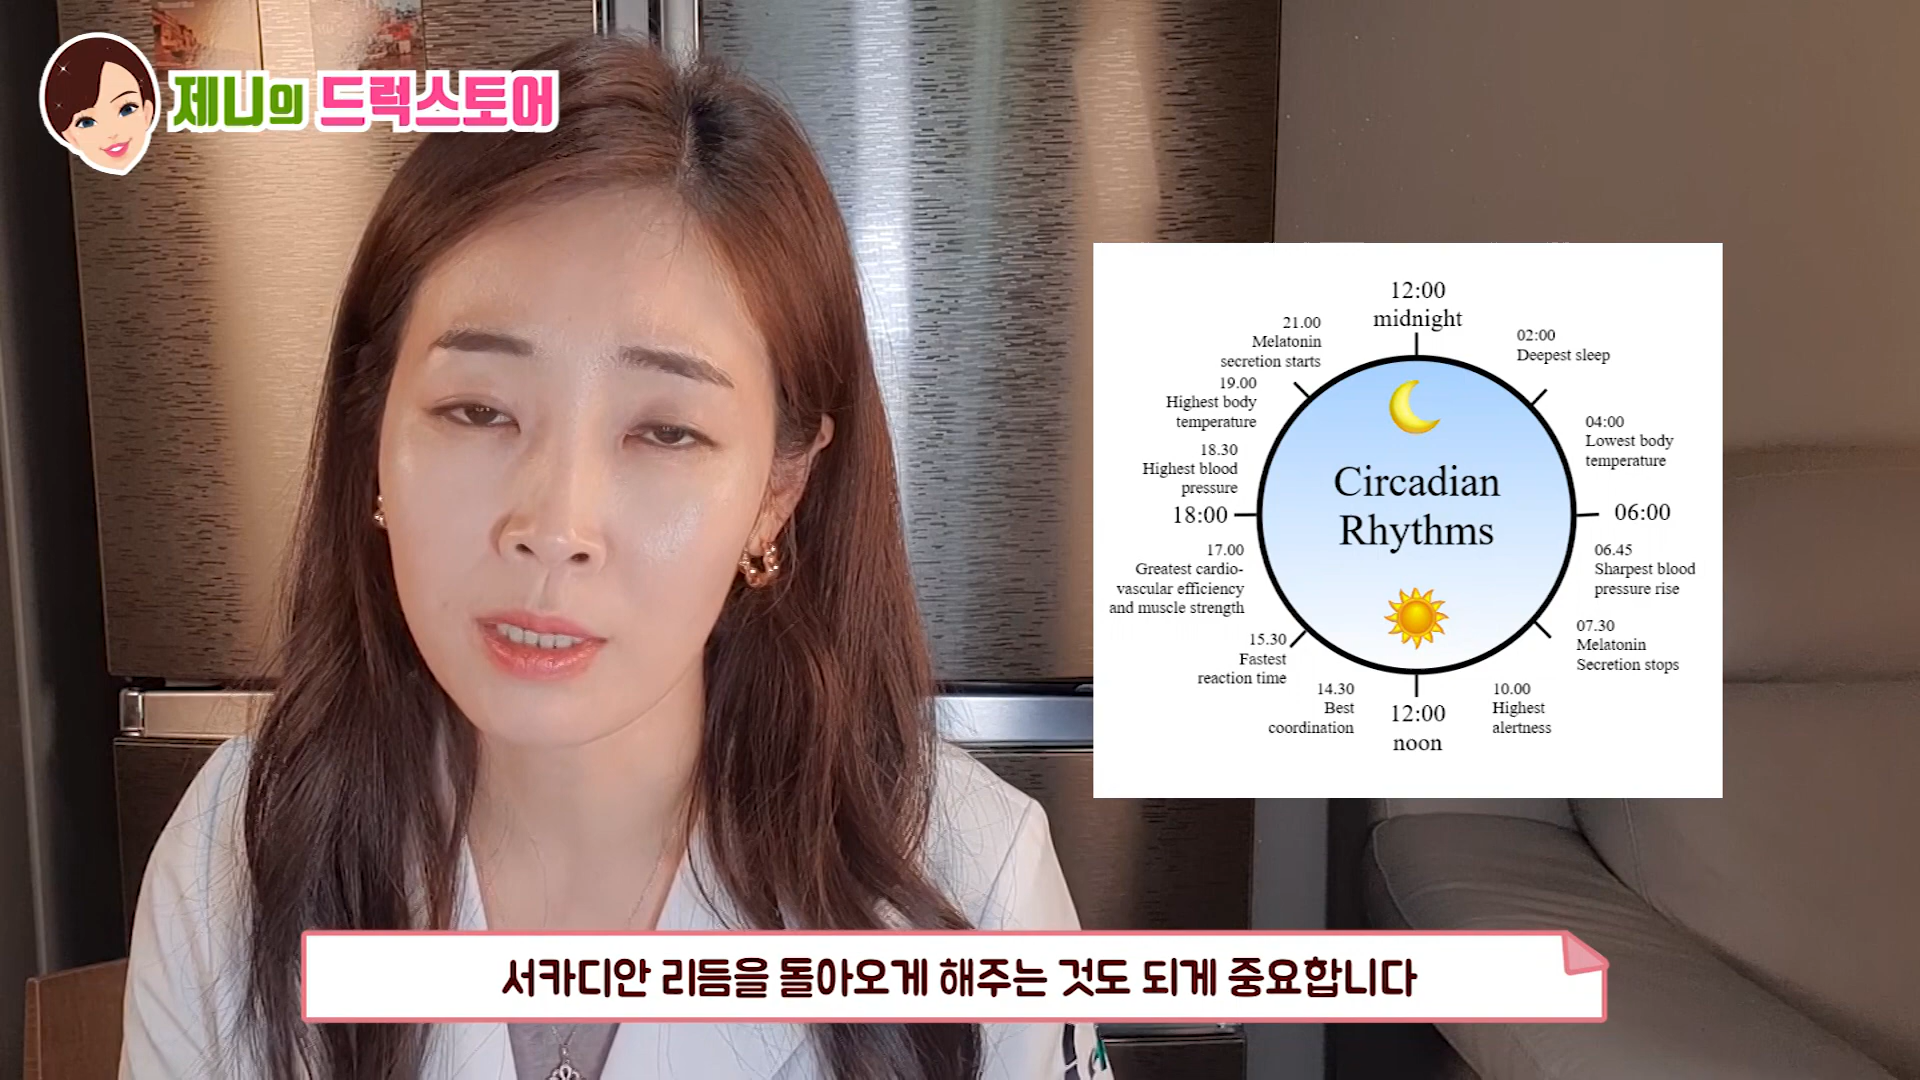 제니의 드럭스토어
12:00
midnight
02:00
Deepest sleep
04:00
Lowest body
temperature
06:00
06.45
Sharpest blood
pressure rise
07.30
Melatonin
Secretion stops
10.00
Highest
alertness
12:00
noon
14.30
Best
coordination
15.30
Fastest
reaction time
17.00
Greatest cardio-
vascular efficiency
and muscle strength
18:00
18.30
Highest blood
pressure
19.00
Highest body
temperature
21.00
Melatonin
secretion starts
Circadian
Rhythms
서카디안 리듬을 돌아오게 해주는 것도 되게 중요합니다